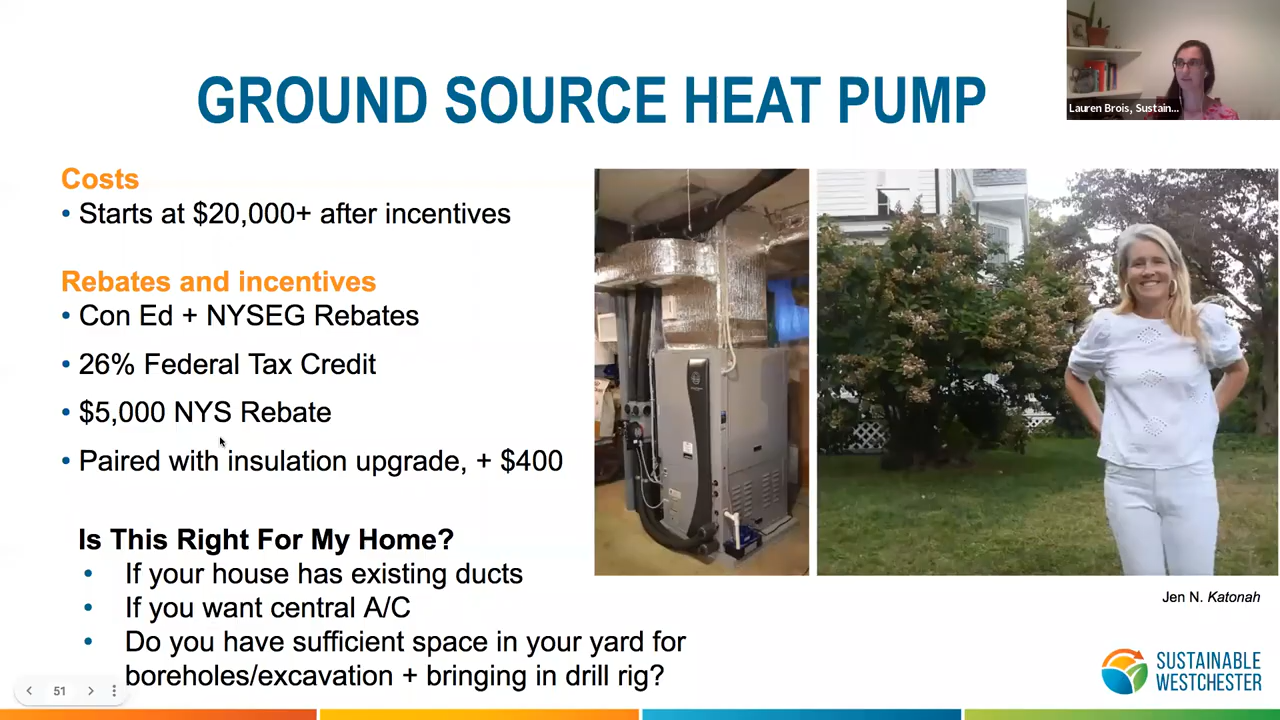 Lauren Brois, Sustain...
GROUND SOURCE HEAT PUMP
Costs
• Starts at $20,000+ after incentives
Rebates and incentives
• Con Ed + NYSEG Rebates
• 26% Federal Tax Credit
• $5,000 NYS Rebate
• Paired with insulation upgrade, + $400
Is This Right For My Home?
• If your house has existing ducts
• If you want central A/C
• Do you have sufficient space in your yard for
boreholes/excavation + bringing in drill rig?
Jen N. Katonah
SUSTAINABLE
WESTCHESTER
51